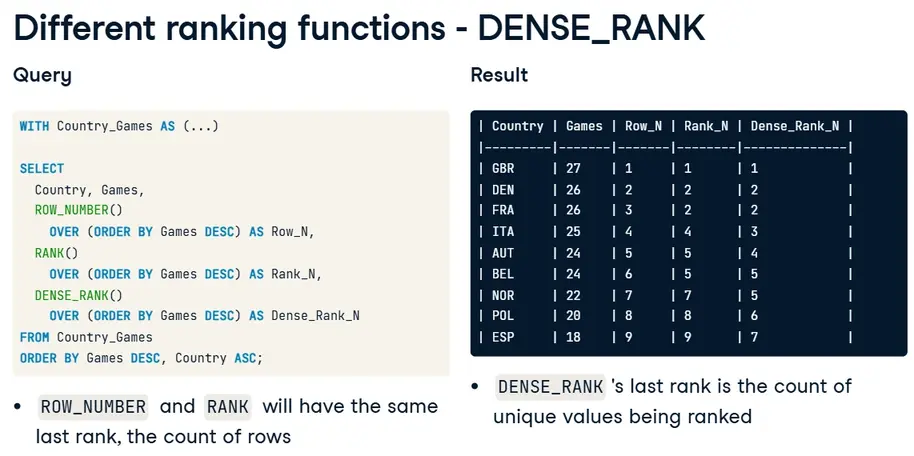 Different ranking functions - DENSE_RANK
Query
WITH Country_Games AS (...)
SELECT
Country, Games,
ROW_NUMBER()
OVER (ORDER BY Games DESC) AS Row_N,
RANK()
OVER (ORDER BY Games DESC) AS Rank_N,
DENSE_RANK()
OVER (ORDER BY Games DESC) AS Dense_Rank_N
FROM Country_Games
ORDER BY Games DESC, Country ASC;
• ROW_NUMBER and RANK will have the same
last rank, the count of rows
Result
| Country | Games | Row_N | Rank_N | Dense_Rank_N |
|---------|-------|-------|--------|--------------|
| GBR | 27 | 1 | 1 | 1 |
| DEN | 26 | 2 | 2 | 2 |
| FRA | 26 | 3 | 2 | 2 |
| ITA | 25 | 4 | 4 | 3 |
| AUT | 24 | 5 | 5 | 4 |
| BEL | 24 | 6 | 5 | 5 |
| NOR | 22 | 7 | 7 | 5 |
| POL | 20 | 8 | 8 | 6 |
| ESP | 18 | 9 | 9 | 7 |
• DENSE_RANK 's last rank is the count of
unique values being ranked